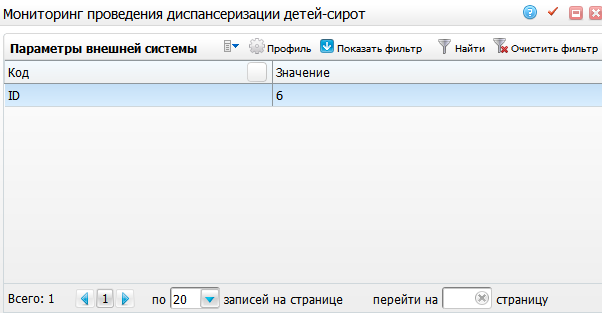 Мониторинг проведения диспансеризации детей-сирот
Параметры внешней системы Профиль Показать фильтр Найти Очистить фильтр
Код Значение
ID 6
Всего: 1 1 по 20 записей на странице перейти на страницу